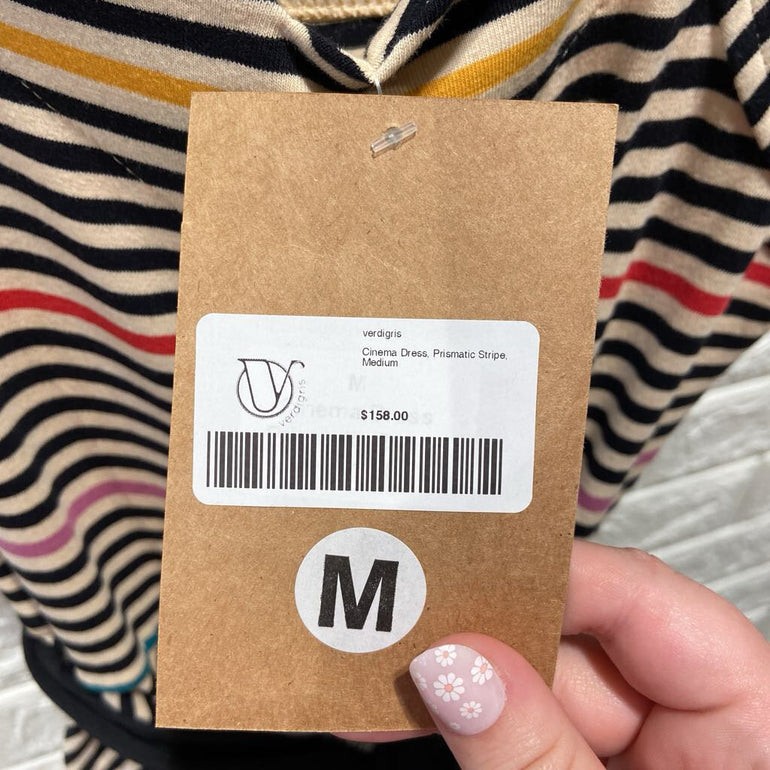 verdigris
Cinema Dress, Prismatic Stripe,
Medium
verdigris
$158.00
M